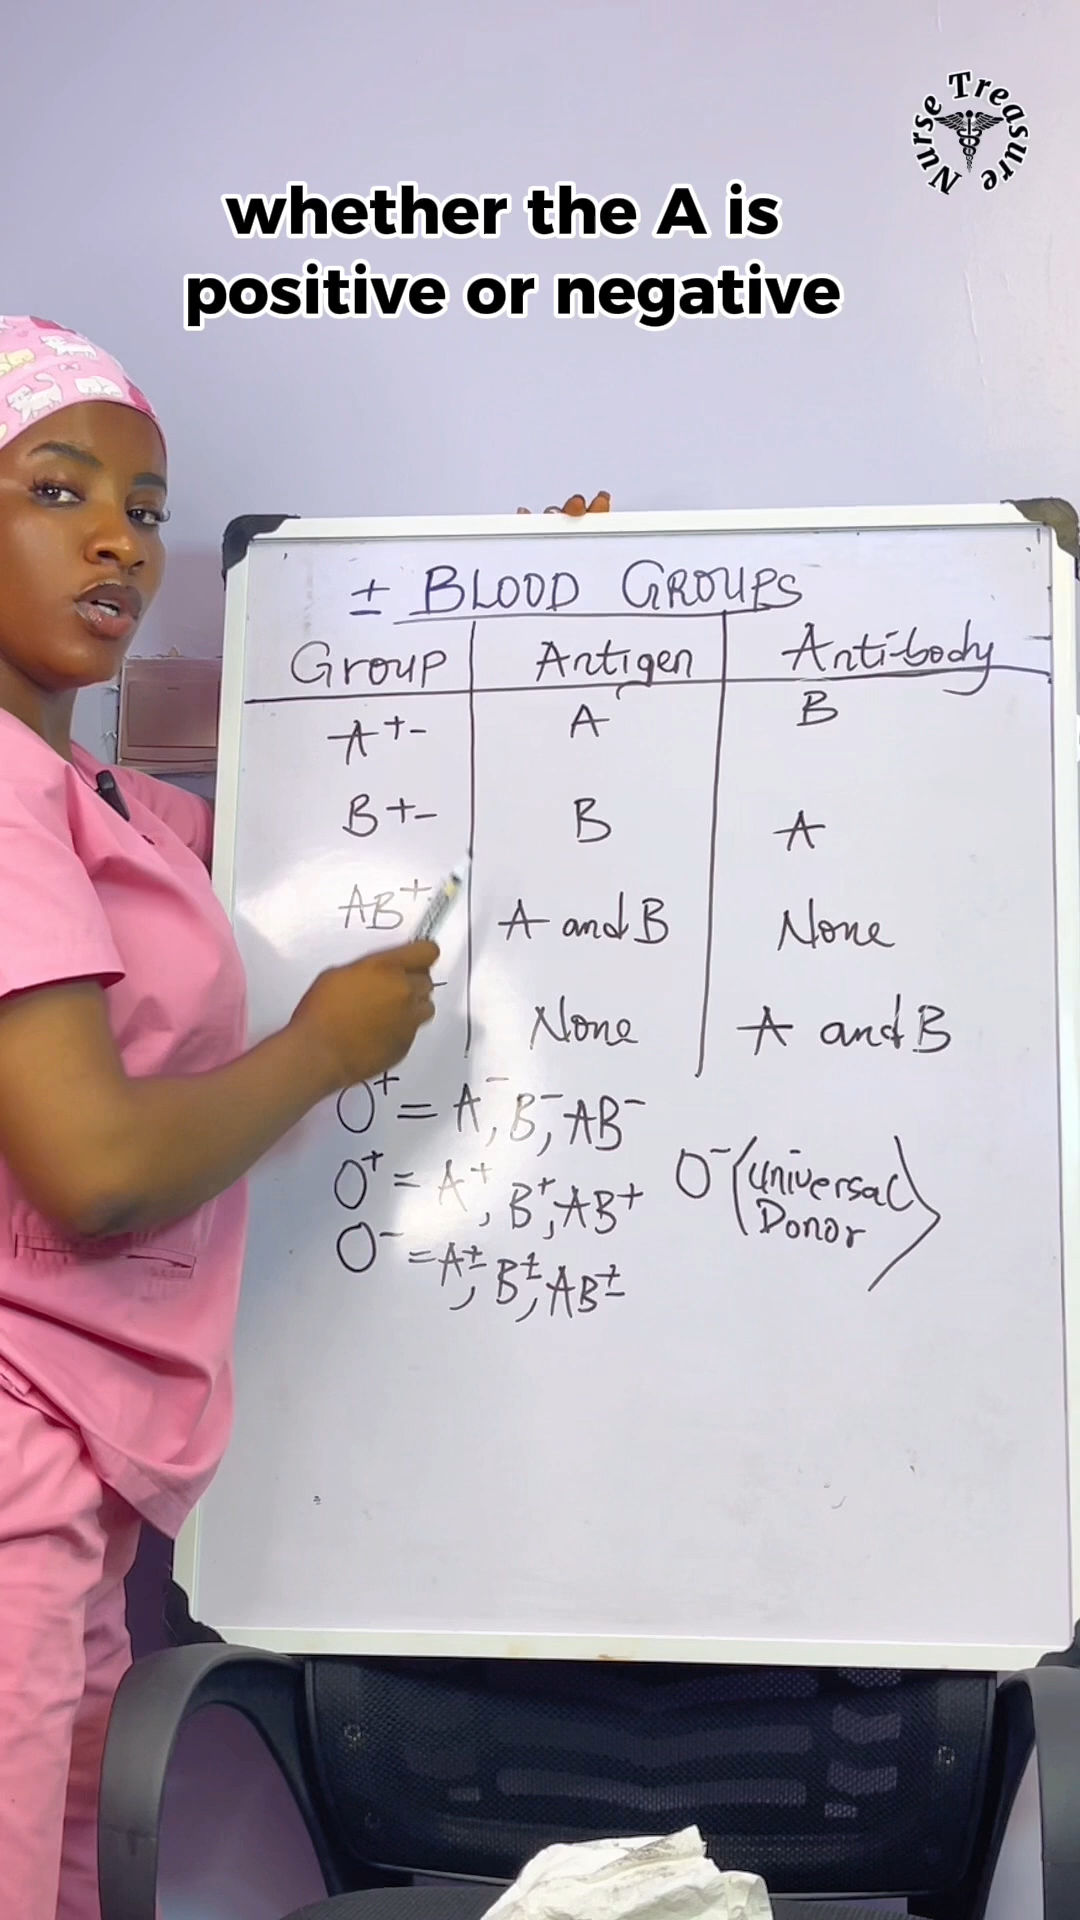 Nurse Treasure
whether the A is
positive or negative
± BLOOD GROUPS
Group Antigen Anti-body
A+- A B
B+- B A
AB+ A and B None
- None A and B
O+ = A-, B-, AB-
O+ = A+, B+, AB+
O- = A±, B±, AB±
O- (Universal
Donor